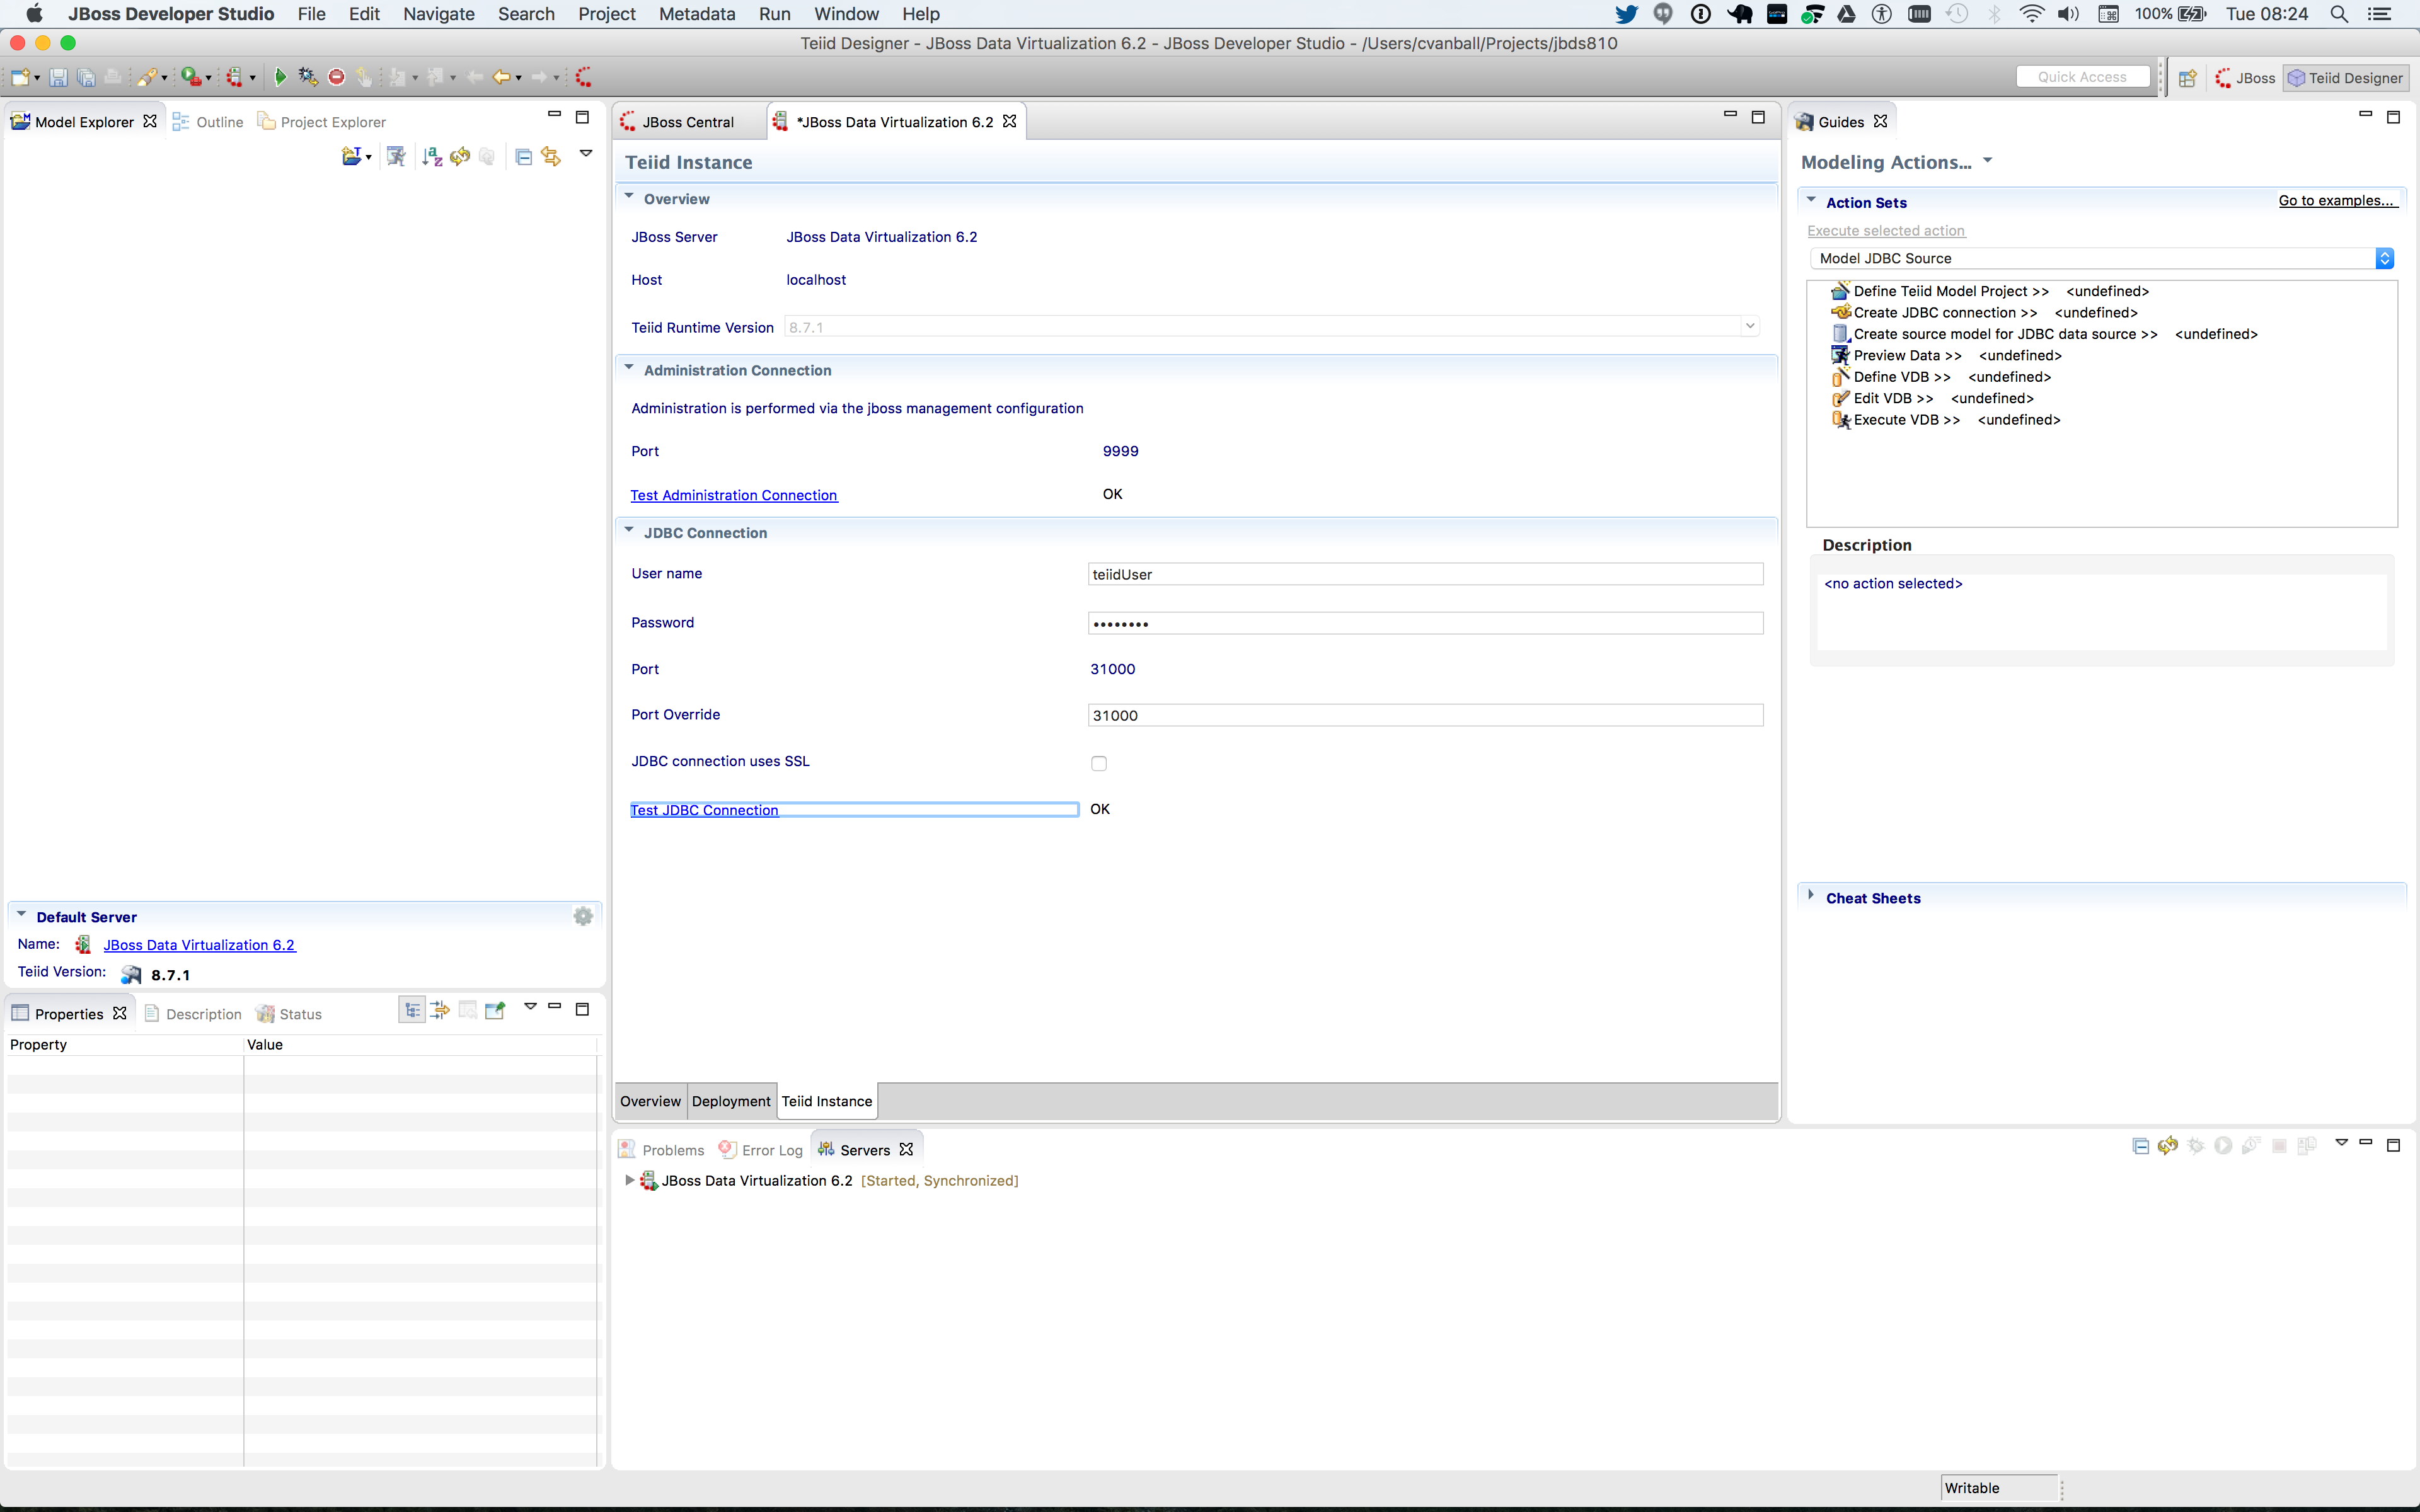 JBoss Developer Studio File Edit Navigate Search Project Metadata Run Window Help 100% Tue 08:24
Teiid Designer - JBoss Data Virtualization 6.2 - JBoss Developer Studio - /Users/cvanball/Projects/jbds810
Quick Access JBoss Teiid Designer
Model Explorer Outline Project Explorer
Default Server
Name: JBoss Data Virtualization 6.2
Teiid Version: 8.7.1
Properties Description Status
Property Value
JBoss Central *JBoss Data Virtualization 6.2
Teiid Instance
Overview
JBoss Server JBoss Data Virtualization 6.2
Host localhost
Teiid Runtime Version 8.7.1
Administration Connection
Administration is performed via the jboss management configuration
Port 9999
Test Administration Connection OK
JDBC Connection
User name teiidUser
Password ••••••••
Port 31000
Port Override 31000
JDBC connection uses SSL
Test JDBC Connection OK
Overview Deployment Teiid Instance
Problems Error Log Servers
JBoss Data Virtualization 6.2 [Started, Synchronized]
Guides
Modeling Actions...
Action Sets Go to examples...
Execute selected action
Model JDBC Source
Define Teiid Model Project >> <undefined>
Create JDBC connection >> <undefined>
Create source model for JDBC data source >> <undefined>
Preview Data >> <undefined>
Define VDB >> <undefined>
Edit VDB >> <undefined>
Execute VDB >> <undefined>
Description
<no action selected>
Cheat Sheets
Writable